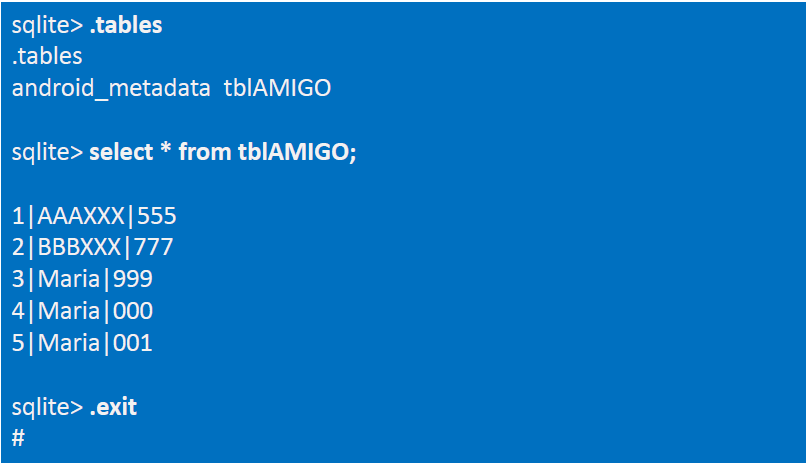 sqlite> .tables
.tables
android_metadata tblAMIGO
sqlite> select * from tblAMIGO;
1|AAAXXX|555
2|BBBXXX|777
3|Maria|999
4|Maria|000
5|Maria|001
sqlite> .exit
#